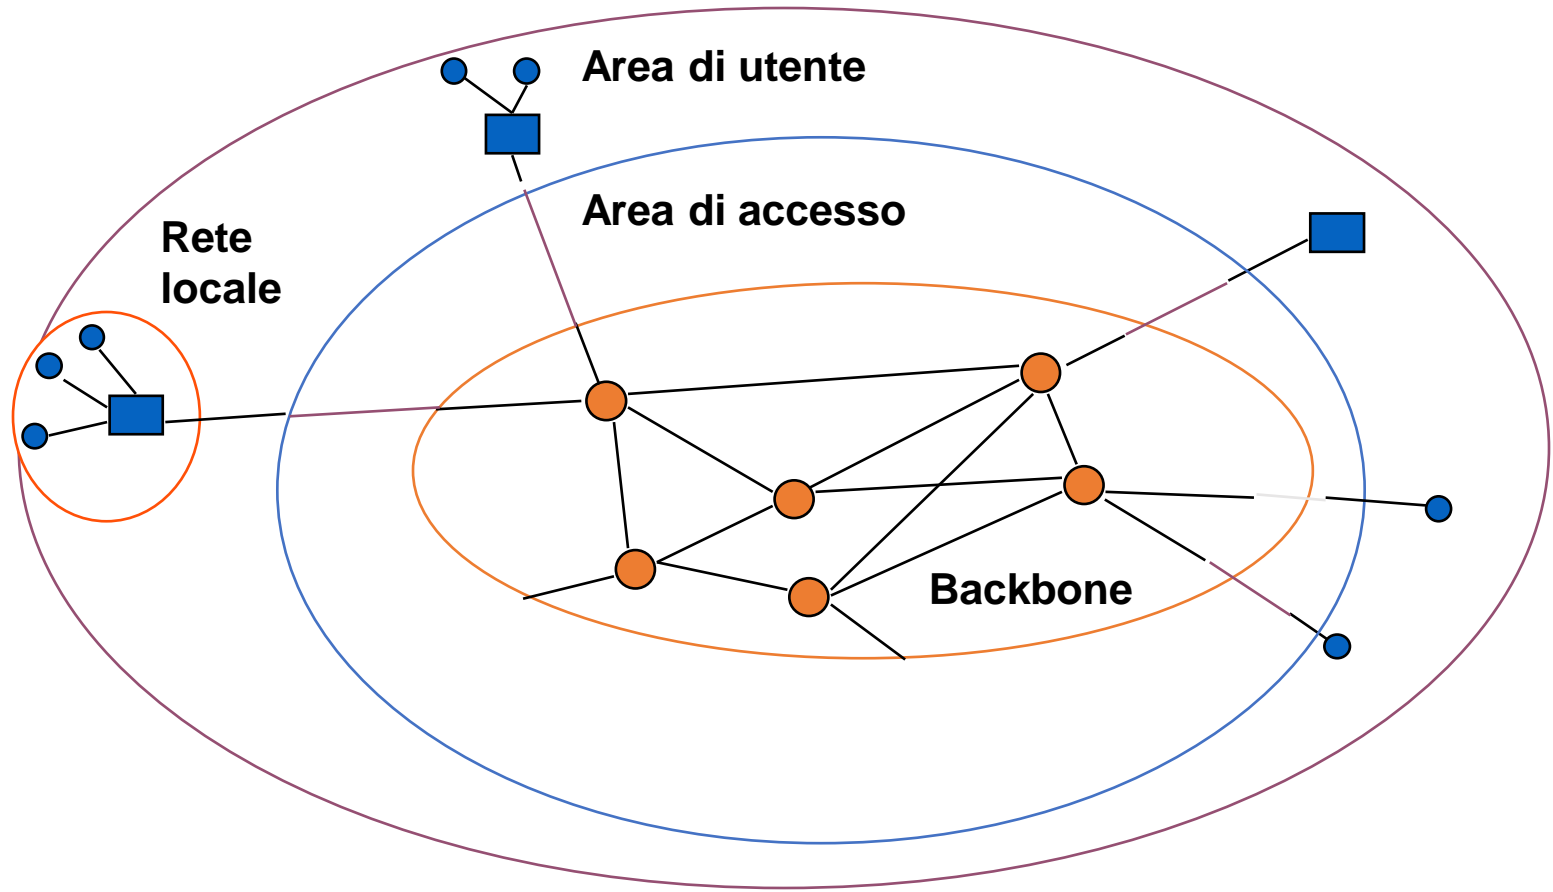 Area di utente
Area di accesso
Rete
locale
Backbone